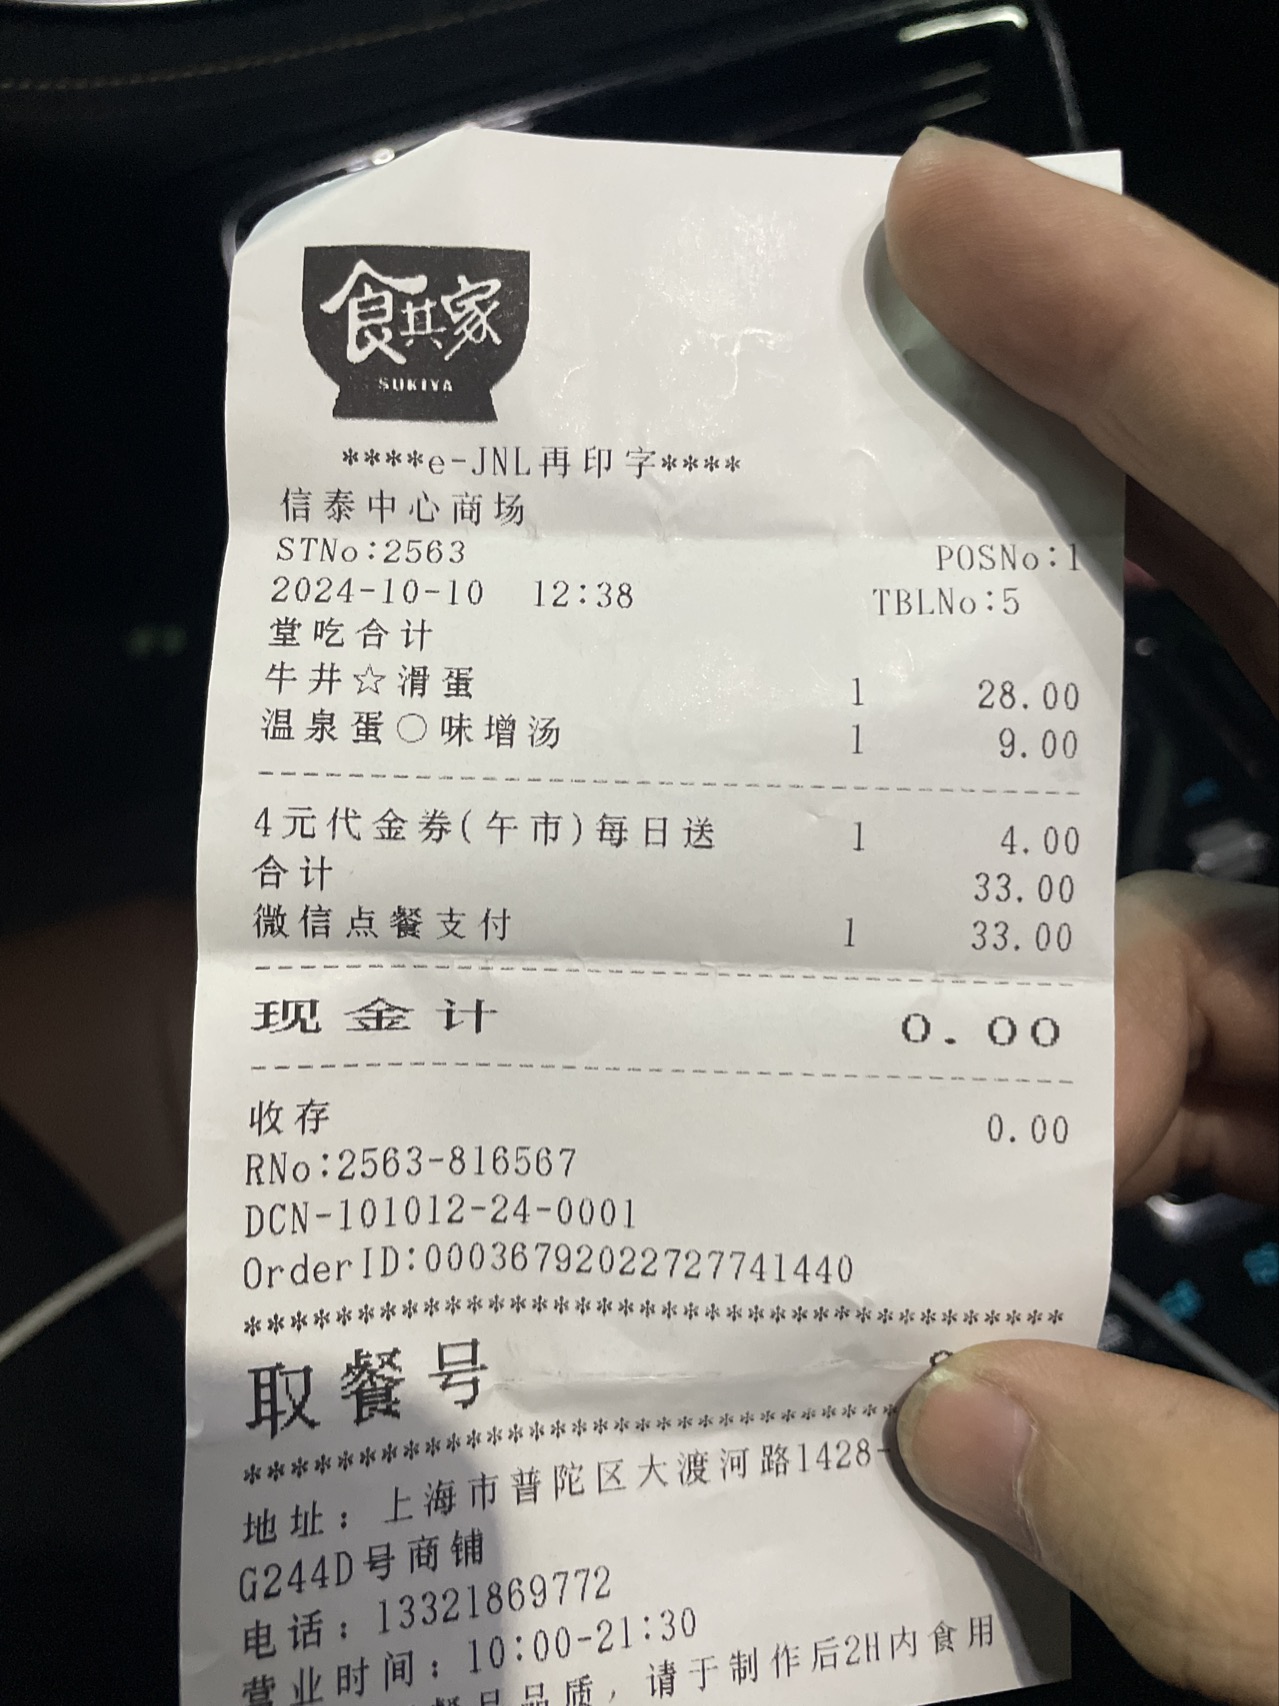 食其家
SUKIYA
****e-JNL再印字****
信泰中心商场
STNo:2563 POSNo:1
2024-10-10 12:38 TBLNo:5
堂吃合计
牛井☆滑蛋 1 28.00
温泉蛋○味增汤 1 9.00
4元代金券(午市)每日送 1 4.00
合计 33.00
微信点餐支付 1 33.00
现金计 0.00
收存 0.00
RNo:2563-816567
DCN-101012-24-0001
OrderID:00036792022727741440
****************************************
取餐号
****************************************
地址：上海市普陀区大渡河路1428-
G244D号商铺
电话：13321869772
营业时间：10:00-21:30
餐品品质，请于制作后2H内食用